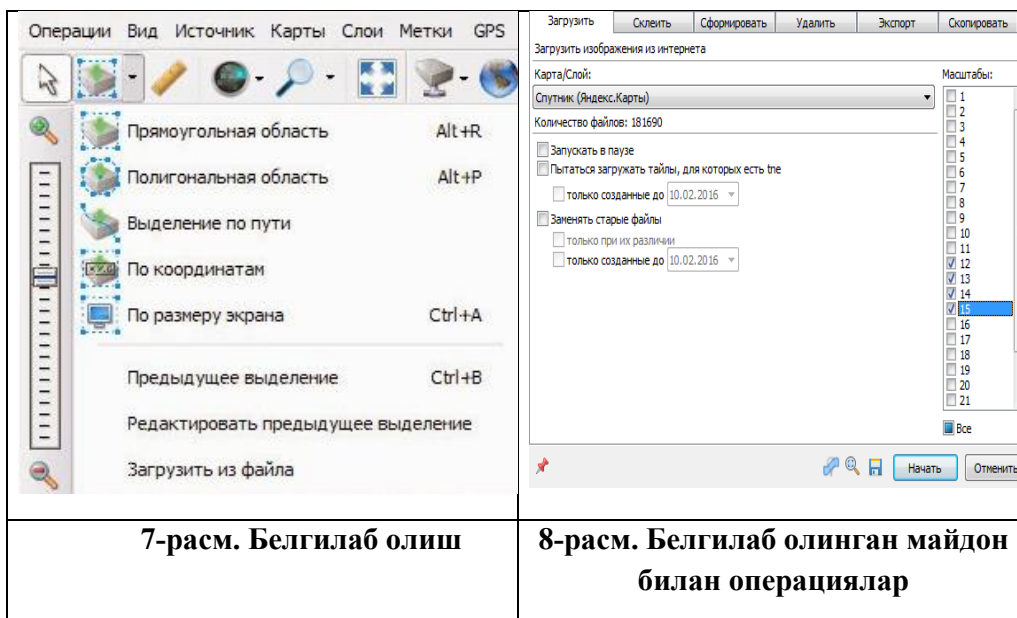 Операции Вид Источник Карты Слои Метки GPS
Прямоугольная область Alt+R
Полигональная область Alt+P
Выделение по пути
По координатам
По размеру экрана Ctrl+A
Предыдущее выделение Ctrl+B
Редактировать предыдущее выделение
Загрузить из файла
Загрузить Склеить Сформировать Удалить Экспорт Скопировать
Загрузить изображения из интернета
Карта/Слой: Масштабы:
Спутник (Яндекс.Карты)
Количество файлов: 181690
Запускать в паузе
Пытаться загружать тайлы, для которых есть tne
только созданные до 10.02.2016
Заменять старые файлы
только при их различии
только созданные до 10.02.2016
1
2
3
4
5
6
7
8
9
10
11
12
13
14
15
16
17
18
19
20
21
Все
Начать Отменить
7-расм. Белгилаб олиш
8-расм. Белгилаб олинган майдон
билан операциялар